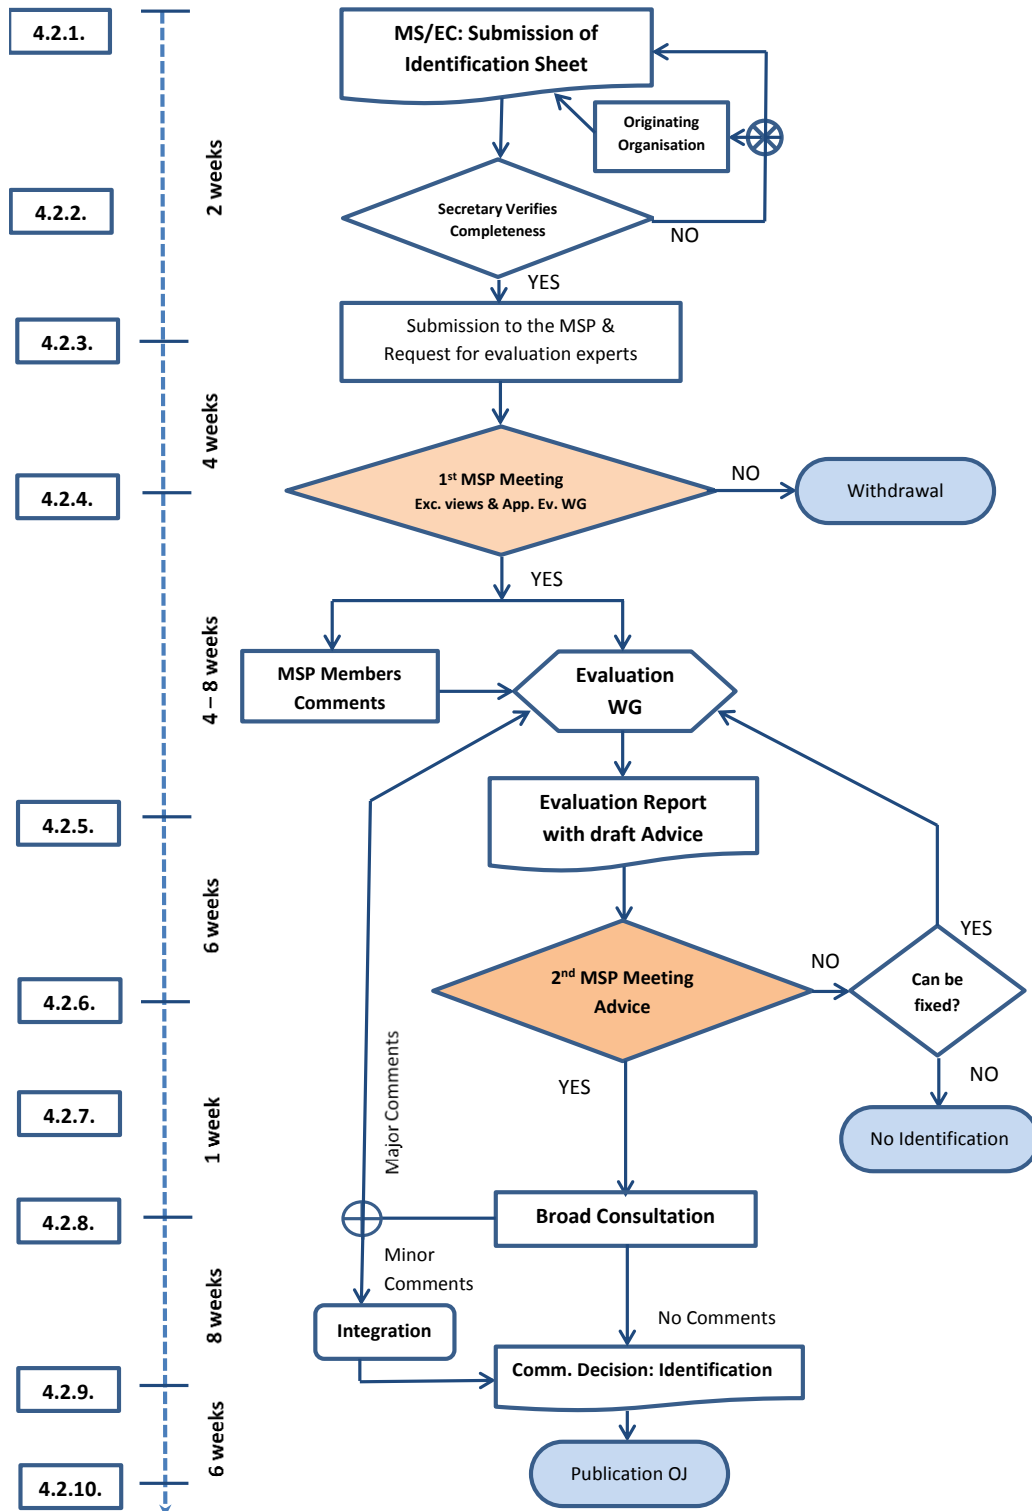 4.2.1.
MS/EC: Submission of
Identification Sheet
Originating
Organisation
2 weeks
4.2.2.
Secretary Verifies
Completeness
NO
YES
4.2.3.
Submission to the MSP &
Request for evaluation experts
4 weeks
4.2.4.
1st MSP Meeting
Exc. views & App. Ev. WG
NO
Withdrawal
YES
4 – 8 weeks
MSP Members
Comments
Evaluation
WG
4.2.5.
Evaluation Report
with draft Advice
6 weeks
4.2.6.
2nd MSP Meeting
Advice
NO
YES
Can be
fixed?
NO
YES
Major Comments
4.2.7.
1 week
No Identification
4.2.8.
Broad Consultation
Minor
Comments
8 weeks
Integration
No Comments
4.2.9.
Comm. Decision: Identification
6 weeks
4.2.10.
Publication OJ